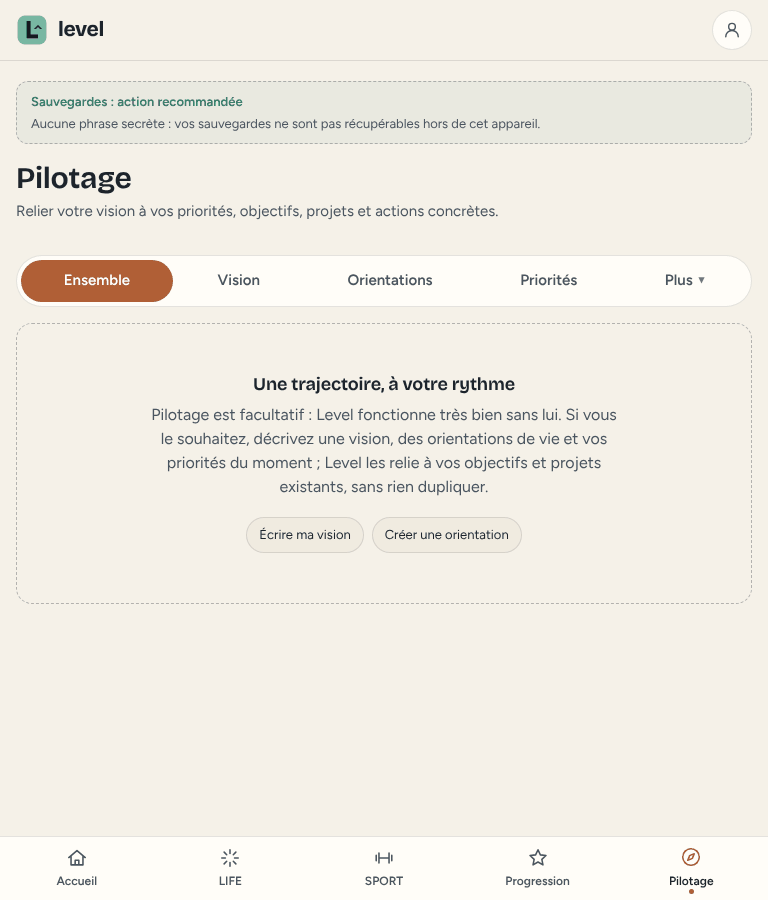 level
Sauvegardes : action recommandée
Aucune phrase secrète : vos sauvegardes ne sont pas récupérables hors de cet appareil.
Pilotage
Relier votre vision à vos priorités, objectifs, projets et actions concrètes.
Ensemble
Vision
Orientations
Priorités
Plus ▾
Une trajectoire, à votre rythme
Pilotage est facultatif : Level fonctionne très bien sans lui. Si vous
le souhaitez, décrivez une vision, des orientations de vie et vos
priorités du moment ; Level les relie à vos objectifs et projets
existants, sans rien dupliquer.
Écrire ma vision
Créer une orientation
Accueil
LIFE
SPORT
Progression
Pilotage